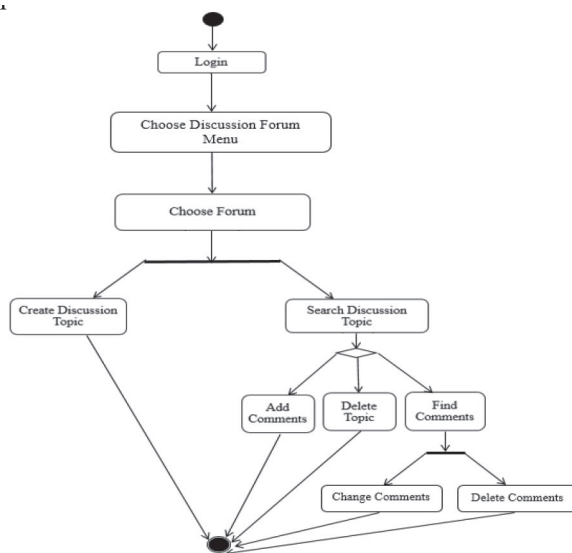 Login
Choose Discussion Forum
Menu
Choose Forum
Create Discussion
Topic
Search Discussion
Topic
Add
Comments
Delete
Topic
Find
Comments
Change Comments
Delete Comments